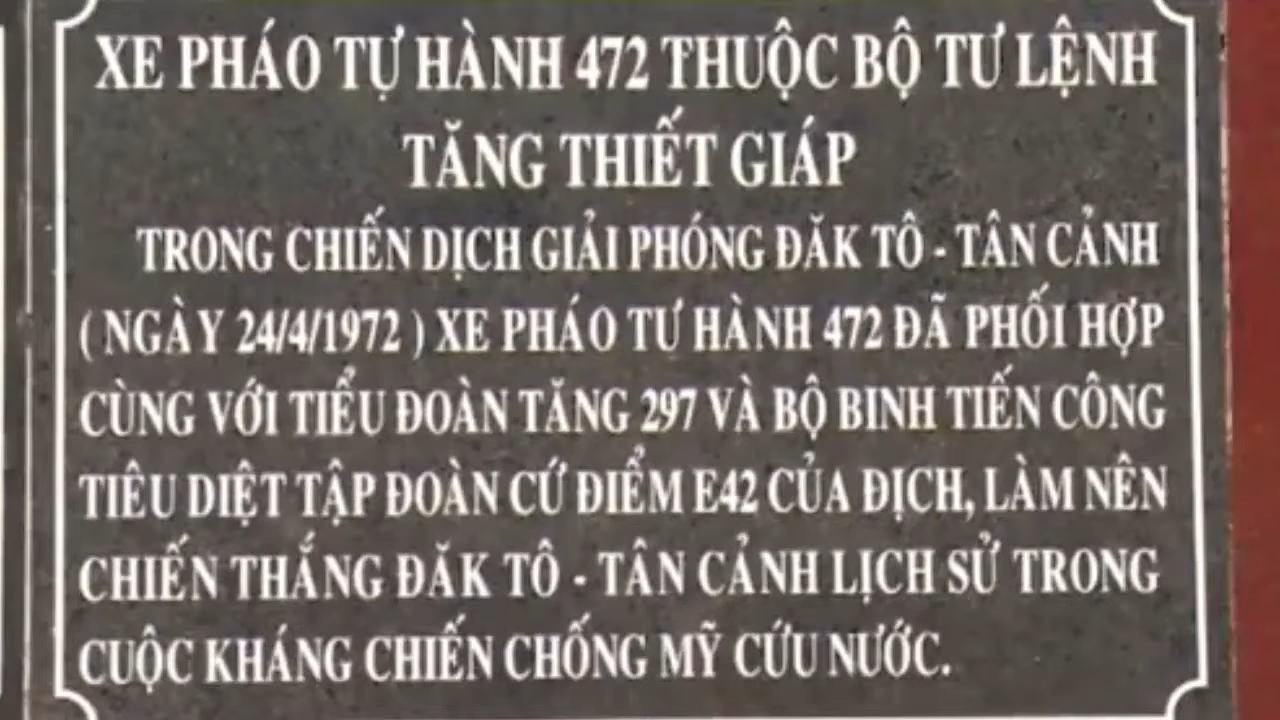 XE PHÁO TỰ HÀNH 472 THUỘC BỘ TƯ LỆNH
TĂNG THIẾT GIÁP
TRONG CHIẾN DỊCH GIẢI PHÓNG ĐĂK TÔ - TÂN CẢNH
( NGÀY 24/4/1972 ) XE PHÁO TƯ HÀNH 472 ĐÃ PHỐI HỢP
CÙNG VỚI TIỂU ĐOÀN TĂNG 297 VÀ BỘ BINH TIẾN CÔNG
TIÊU DIỆT TẬP ĐOÀN CỨ ĐIỂM E42 CỦA ĐỊCH, LÀM NÊN
CHIẾN THẮNG ĐĂK TÔ - TÂN CẢNH LỊCH SỬ TRONG
CUỘC KHÁNG CHIẾN CHỐNG MỸ CỨU NƯỚC.